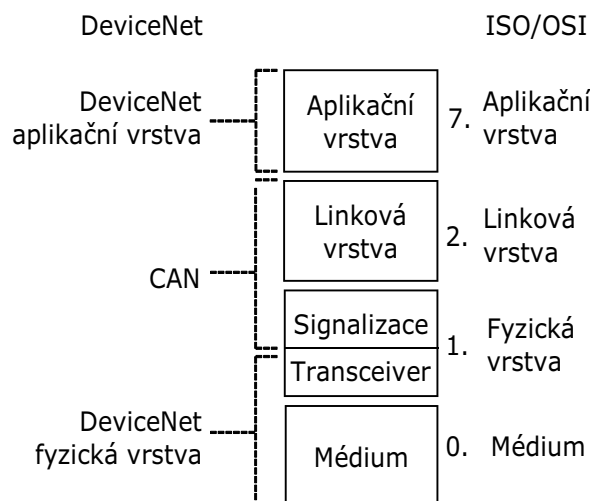 DeviceNet
ISO/OSI
DeviceNet
aplikační vrstva
Aplikační
vrstva
7.
Aplikační
vrstva
CAN
Linková
vrstva
2.
Linková
vrstva
Signalizace
Transceiver
1.
Fyzická
vrstva
DeviceNet
fyzická vrstva
Médium
0.
Médium